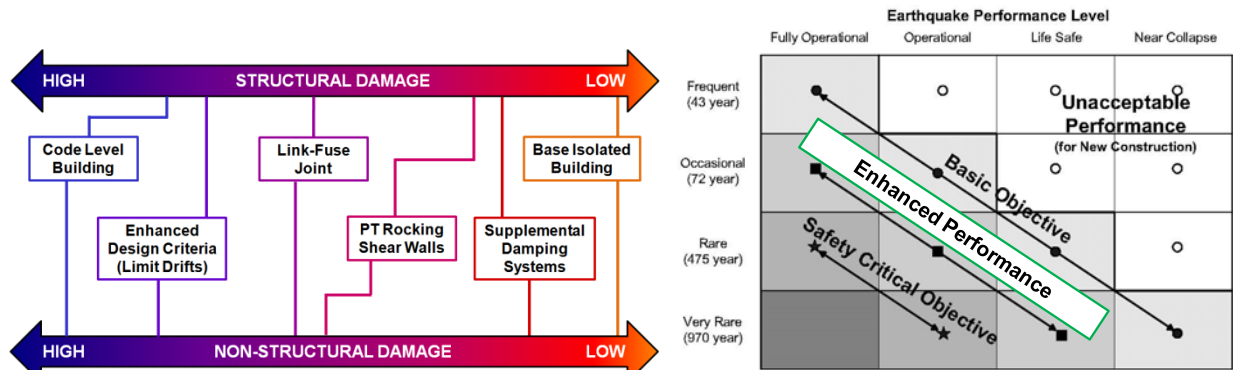 HIGH STRUCTURAL DAMAGE LOW
Code Level
Building
Link-Fuse
Joint
Base Isolated
Building
Enhanced
Design Criteria
(Limit Drifts)
PT Rocking
Shear Walls
Supplemental
Damping
Systems
HIGH NON-STRUCTURAL DAMAGE LOW
Earthquake Performance Level
Fully Operational Operational Life Safe Near Collapse
Frequent
(43 year)
Occasional
(72 year)
Rare
(475 year)
Very Rare
(970 year)
Unacceptable
Performance
(for New Construction)
Basic Objective
Enhanced Performance
Safety Critical Objective